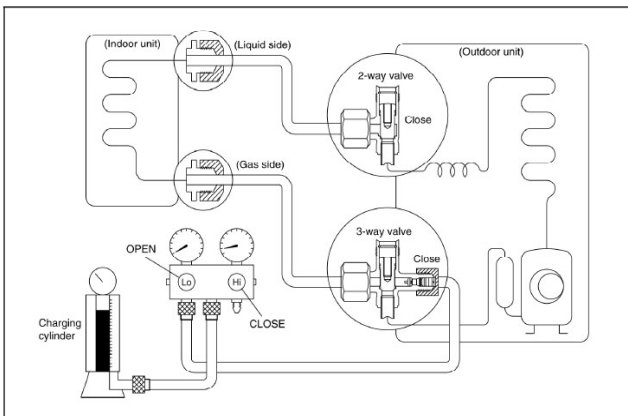 (Indoor unit)
(Liquid side)
(Outdoor unit)
2-way valve
Close
(Gas side)
3-way valve
Close
OPEN
Lo
Hi
CLOSE
Charging
cylinder